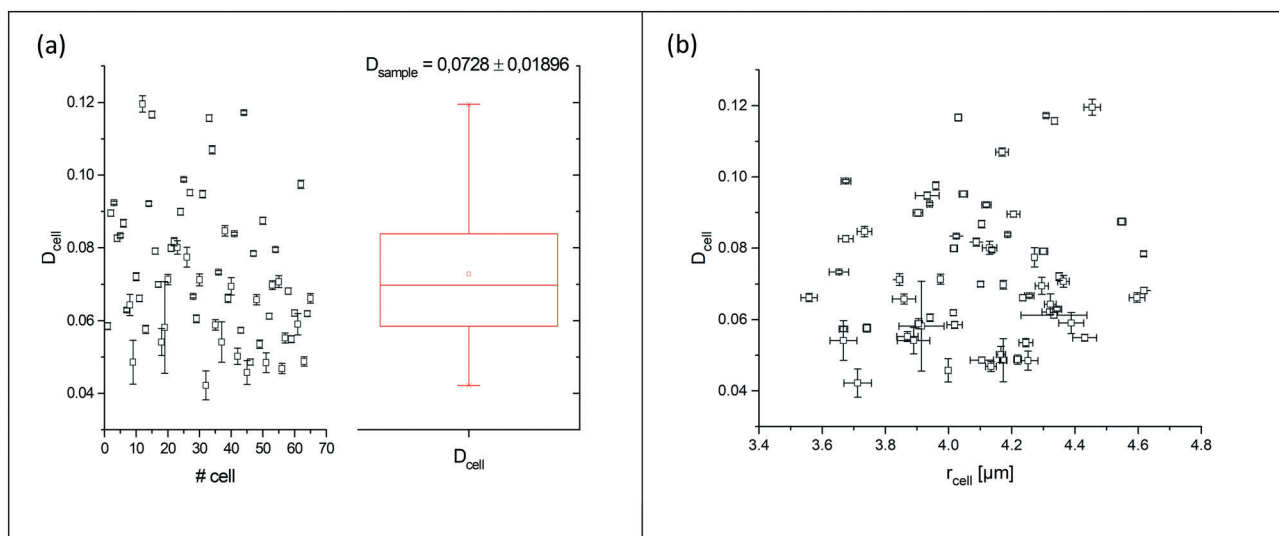 (a)
D_sample = 0,0728 ± 0,01896
0.12
0.10
0.08
0.06
0.04
D_cell
0 10 20 30 40 50 60 70
# cell
D_cell
(b)
0.12
0.10
0.08
0.06
0.04
D_cell
3.4 3.6 3.8 4.0 4.2 4.4 4.6 4.8
r_cell [µm]